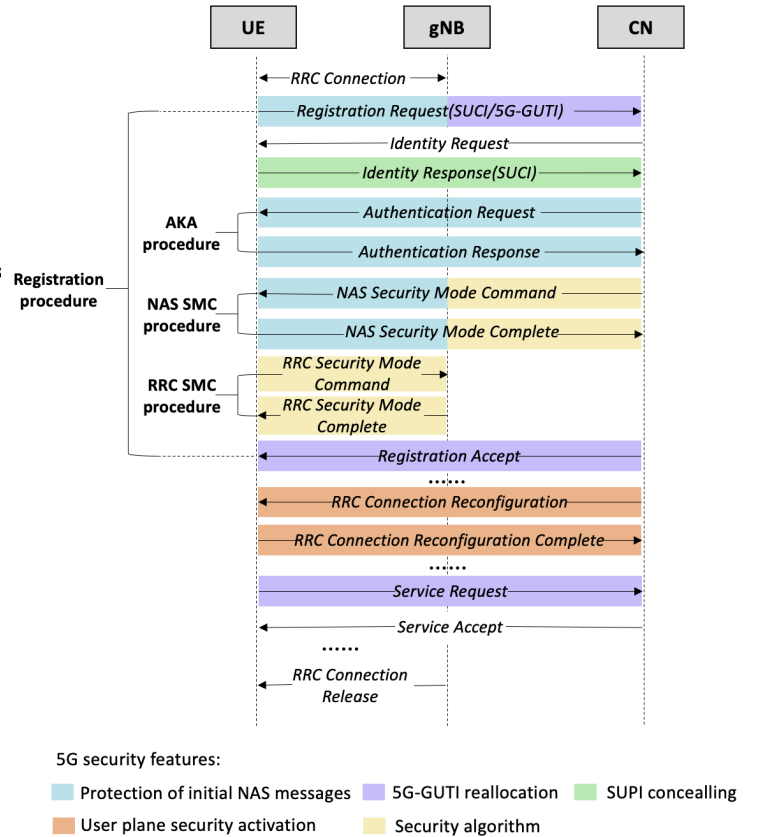 UE
gNB
CN
RRC Connection
Registration Request(SUCI/5G-GUTI)
Identity Request
Identity Response(SUCI)
AKA
procedure
Authentication Request
Authentication Response
Registration
procedure
NAS SMC
procedure
NAS Security Mode Command
NAS Security Mode Complete
RRC SMC
procedure
RRC Security Mode
Command
RRC Security Mode
Complete
Registration Accept
......
RRC Connection Reconfiguration
RRC Connection Reconfiguration Complete
......
Service Request
Service Accept
......
RRC Connection
Release
5G security features:
Protection of initial NAS messages
5G-GUTI reallocation
SUPI concealling
User plane security activation
Security algorithm